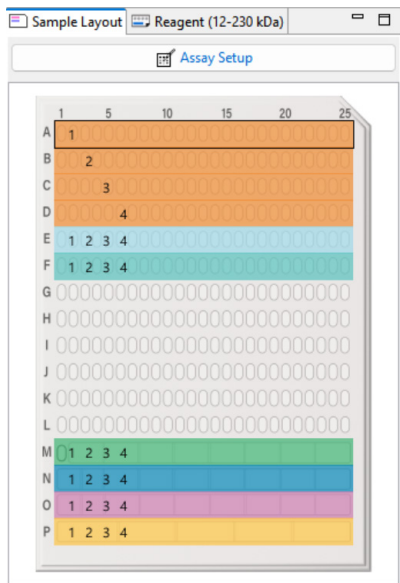 Sample Layout Reagent (12-230 kDa)
Assay Setup
1 5 10 15 20 25
A 1
B 2
C 3
D 4
E 1 2 3 4
F 1 2 3 4
G
H
I
J
K
L
M 1 2 3 4
N 1 2 3 4
O 1 2 3 4
P 1 2 3 4